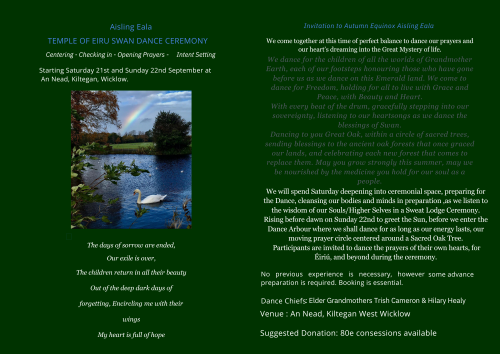 Aisling Eala
TEMPLE OF EIRU SWAN DANCE CEREMONY
Centering - Checking in - Opening Prayers - Intent Setting
Starting Saturday 21st and Sunday 22nd September at
An Nead, Kiltegan, Wicklow.
The days of sorrow are ended,
Our exile is over,
The children return in all their beauty
Out of the deep dark days of
forgetting, Encircling me with their
wings
My heart is full of hope
Invitation to Autumn Equinox Aisling Eala
We come together at this time of perfect balance to dance our prayers and
our heart's dreaming into the Great Mystery of life.
We dance for the children of all the worlds of Grandmother
Earth, each of our footsteps honouring those who have gone
before us as we dance on this Emerald land. We come to
dance for Freedom, holding for all to live with Grace and
Peace, with Beauty and Heart.
With every beat of the drum, gracefully stepping into our
sovereignty, listening to our heartsongs as we dance the
blessings of Swan.
Dancing to you Great Oak, within a circle of sacred trees,
sending blessings to the ancient oak forests that once graced
our lands, and celebrating each new forest that comes to
replace them. May you grow strongly this summer, may we
be nourished by the medicine you hold for our soul as a
people.
We will spend Saturday deepening into ceremonial space, preparing for
the Dance, cleansing our bodies and minds in preparation ,as we listen to
the wisdom of our Souls/Higher Selves in a Sweat Lodge Ceremony.
Rising before dawn on Sunday 22nd to greet the Sun, before we enter the
Dance Arbour where we shall dance for as long as our energy lasts, our
moving prayer circle centered around a Sacred Oak Tree.
Participants are invited to dance the prayers of their own hearts, for
Éiriú, and beyond during the ceremony.
No previous experience is necessary, however some advance
preparation is required. Booking is essential.
Dance Chiefs: Elder Grandmothers Trish Cameron & Hilary Healy
Venue : An Nead, Kiltegan West Wicklow
Suggested Donation: 80e consessions available